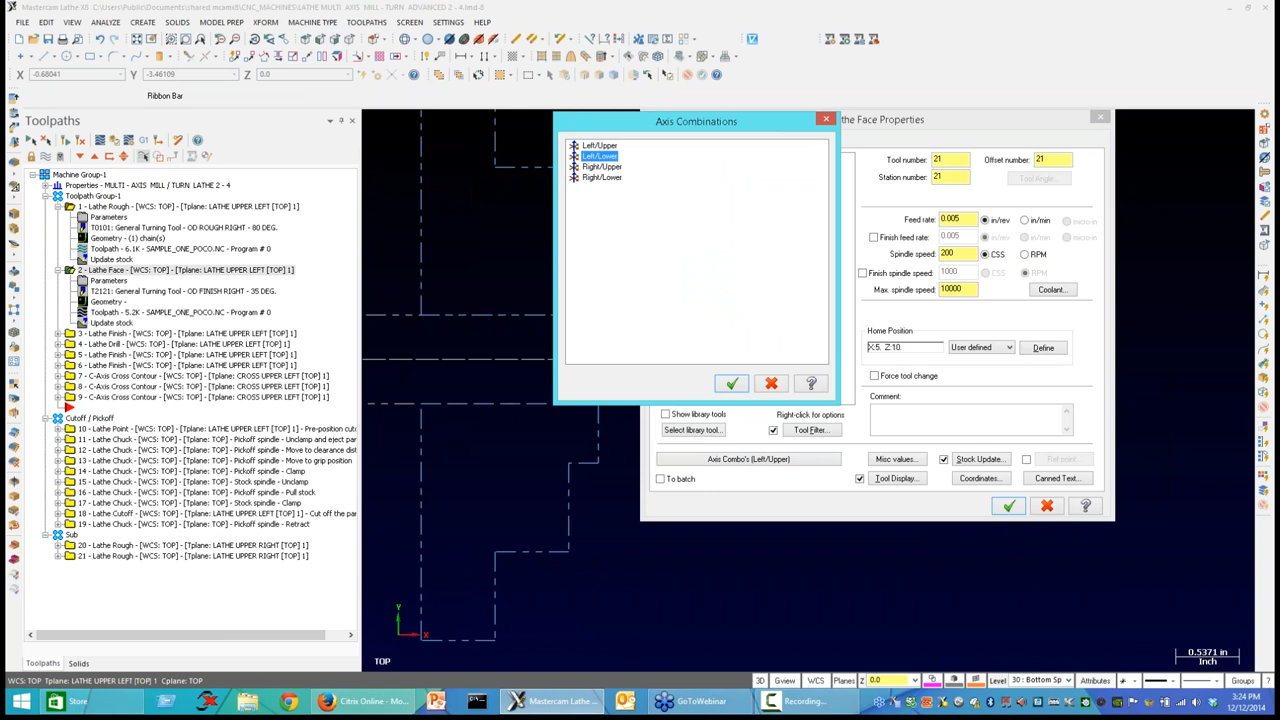 Mastercam Lathe X8 C:\Users\Public\Documents\shared mcamx8\CNC_MACHINES\LATHE MULTI AXIS MILL - TURN ADVANCED 2 - 4.lmd-8
FILE EDIT VIEW ANALYZE CREATE SOLIDS MODEL PREP XFORM MACHINE TYPE TOOLPATHS SCREEN SETTINGS HELP
X -0.68041 Y -3.46109 Z 0.0
Ribbon Bar
Toolpaths
Machine Group-1
Properties - MULTI - AXIS MILL / TURN LATHE 2 - 4
Toolpath Group-1
1 - Lathe Rough - [WCS: TOP] - [Tplane: LATHE UPPER LEFT [TOP] 1]
Parameters
T0101: General Turning Tool - OD ROUGH RIGHT - 80 DEG.
Geometry - (1) chain(s)
Toolpath - 6.1K - SAMPLE_ONE_POCO.NC - Program # 0
Update stock
2 - Lathe Face - [WCS: TOP] - [Tplane: LATHE UPPER LEFT [TOP] 1]
Parameters
T2121: General Turning Tool - OD FINISH RIGHT - 35 DEG.
Geometry -
Toolpath - 5.2K - SAMPLE_ONE_POCO.NC - Program # 0
Update stock
3 - Lathe Finish - [WCS: TOP] - [Tplane: LATHE UPPER LEFT [TOP] 1]
4 - Lathe Drill - [WCS: TOP] - [Tplane: LATHE UPPER LEFT [TOP] 1]
5 - Lathe Finish - [WCS: TOP] - [Tplane: LATHE UPPER LEFT [TOP] 1]
6 - Lathe Finish - [WCS: TOP] - [Tplane: LATHE UPPER LEFT [TOP] 1]
7 - C-Axis Cross Contour - [WCS: TOP] - [Tplane: CROSS UPPER LEFT [TOP] 1]
8 - C-Axis Cross Contour - [WCS: TOP] - [Tplane: CROSS UPPER LEFT [TOP] 1]
9 - C-Axis Cross Contour - [WCS: TOP] - [Tplane: CROSS UPPER LEFT [TOP] 1]
Cutoff / Pickoff
10 - Lathe Point - [WCS: TOP] - [Tplane: LATHE UPPER LEFT [TOP] 1] - Pre-position cuto
11 - Lathe Chuck - [WCS: TOP] - [Tplane: TOP] - Pickoff spindle - Unclamp and eject par
12 - Lathe Chuck - [WCS: TOP] - [Tplane: TOP] - Pickoff spindle - Move to clearance dist
13 - Lathe Chuck - [WCS: TOP] - [Tplane: TOP] - Pickoff spindle - Move to grip position
14 - Lathe Chuck - [WCS: TOP] - [Tplane: TOP] - Pickoff spindle - Clamp
15 - Lathe Chuck - [WCS: TOP] - [Tplane: TOP] - Stock spindle - Unclamp
16 - Lathe Chuck - [WCS: TOP] - [Tplane: TOP] - Pickoff spindle - Pull stock
17 - Lathe Chuck - [WCS: TOP] - [Tplane: TOP] - Stock spindle - Clamp
18 - Lathe Cutoff - [WCS: TOP] - [Tplane: LATHE UPPER LEFT [TOP] 1] - Cut off the part
19 - Lathe Chuck - [WCS: TOP] - [Tplane: TOP] - Pickoff spindle - Retract
Sub
20 - Lathe Rough - [WCS: TOP] - [Tplane: LATHE UPPER RIGHT [TOP] 1]
21 - Lathe Rough - [WCS: TOP] - [Tplane: LATHE UPPER RIGHT [TOP] 1]
Toolpaths Solids
Axis Combinations
Left/Upper
Left/Lower
Right/Upper
Right/Lower
the Face Properties
Tool number: 21 Offset number: 21
Station number: 21 Tool Angle...
Feed rate: 0.005 in/rev in/min micro-in
Finish feed rate: 0.005 in/rev in/min micro-in
Spindle speed: 200 CSS RPM
Finish spindle speed: 1000 CSS RPM
Max. spindle speed: 10000 Coolant...
Home Position
X:5. Z:10. User defined Define
Force tool change
Comment:
Show library tools Right-click for options
Select library tool... Tool Filter...
Axis Combo's (Left/Upper) Misc values... Stock Update... Ref point...
To batch Tool Display... Coordinates... Canned Text...
Y
X
TOP
0.5371 in
Inch
WCS: TOP Tplane: LATHE UPPER LEFT [TOP] 1 Cplane: TOP
3D Gview WCS Planes Z 0.0 Level 30 : Bottom Sp Attributes Groups ?
Store Citrix Online - Mo... Mastercam Lathe ... GoToWebinar Recording...
3:24 PM
12/12/2014